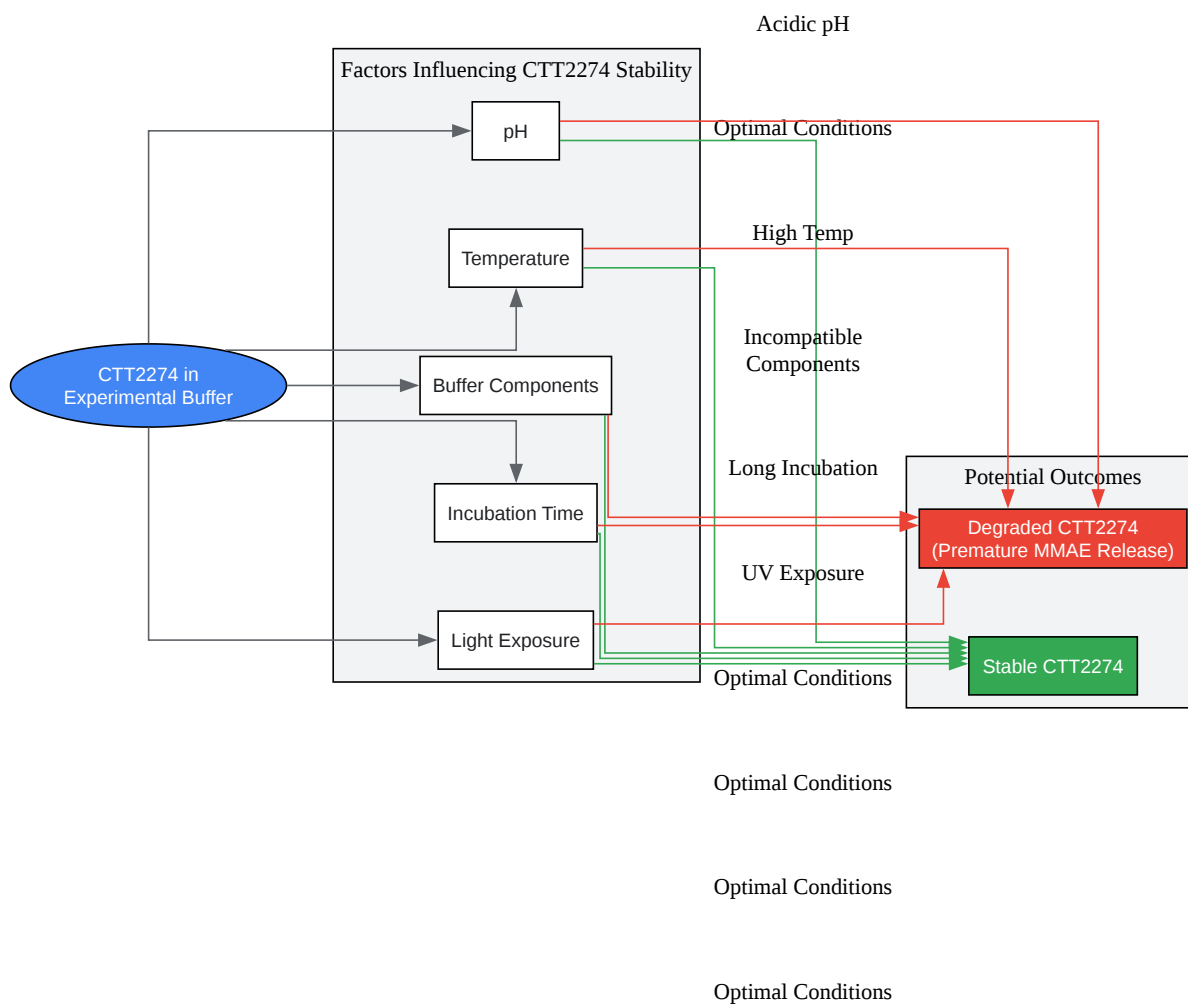 Acidic pH
Factors Influencing CTT2274 Stability
pH
Optimal Conditions
Temperature
High Temp
CTT2274 in
Experimental Buffer
Buffer Components
Incompatible
Components
Incubation Time
Long Incubation
Potential Outcomes
Degraded CTT2274
(Premature MMAE Release)
UV Exposure
Light Exposure
Stable CTT2274
Optimal Conditions
Optimal Conditions
Optimal Conditions
Optimal Conditions